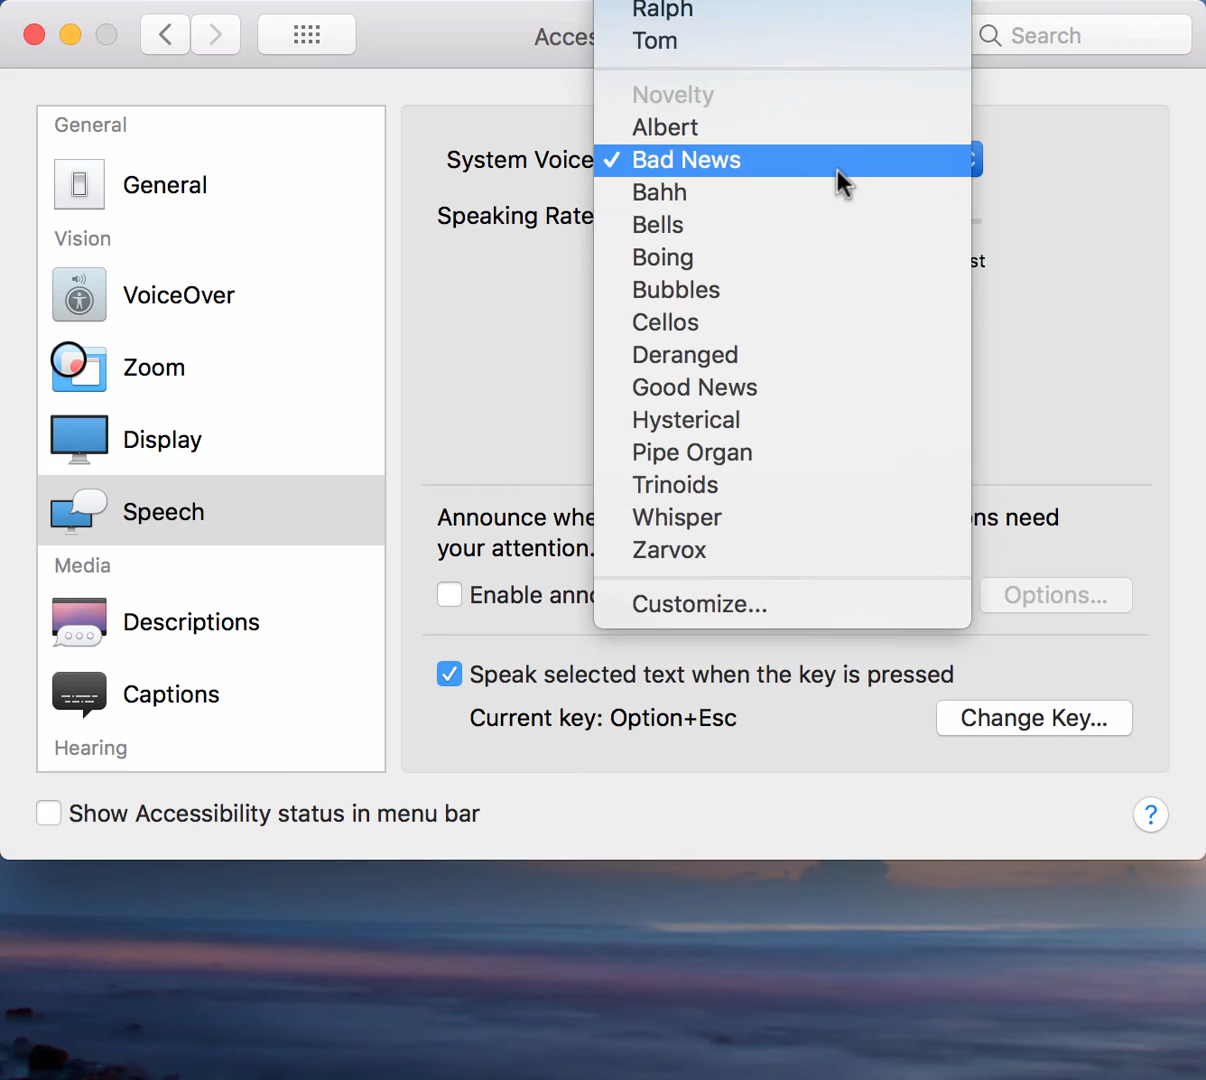 Acces
Search
General
General
Vision
VoiceOver
Zoom
Display
Speech
Media
Descriptions
Captions
Hearing
Ralph
Tom
Novelty
Albert
System Voice
✓ Bad News
Bahh
Speaking Rate
Bells
Boing
st
Bubbles
Cellos
Deranged
Good News
Hysterical
Pipe Organ
Trinoids
Whisper
Zarvox
Customize...
Announce whe
ns need
your attention.
Enable anno
Options...
Speak selected text when the key is pressed
Current key: Option+Esc
Change Key...
Show Accessibility status in menu bar
?